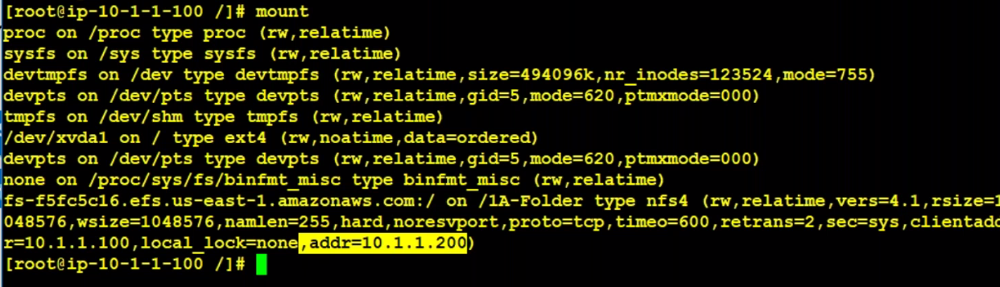 [root@ip-10-1-1-100 /]# mount
proc on /proc type proc (rw,relatime)
sysfs on /sys type sysfs (rw,relatime)
devtmpfs on /dev type devtmpfs (rw,relatime,size=494096k,nr_inodes=123524,mode=755)
devpts on /dev/pts type devpts (rw,relatime,gid=5,mode=620,ptmxmode=000)
tmpfs on /dev/shm type tmpfs (rw,relatime)
/dev/xvda1 on / type ext4 (rw,noatime,data=ordered)
devpts on /dev/pts type devpts (rw,relatime,gid=5,mode=620,ptmxmode=000)
none on /proc/sys/fs/binfmt_misc type binfmt_misc (rw,relatime)
fs-f5fc5c16.efs.us-east-1.amazonaws.com:/ on /1A-Folder type nfs4 (rw,relatime,vers=4.1,rsize=1
048576,wsize=1048576,namlen=255,hard,noresvport,proto=tcp,timeo=600,retrans=2,sec=sys,clientadd
r=10.1.1.100,local_lock=none,addr=10.1.1.200)
[root@ip-10-1-1-100 /]#